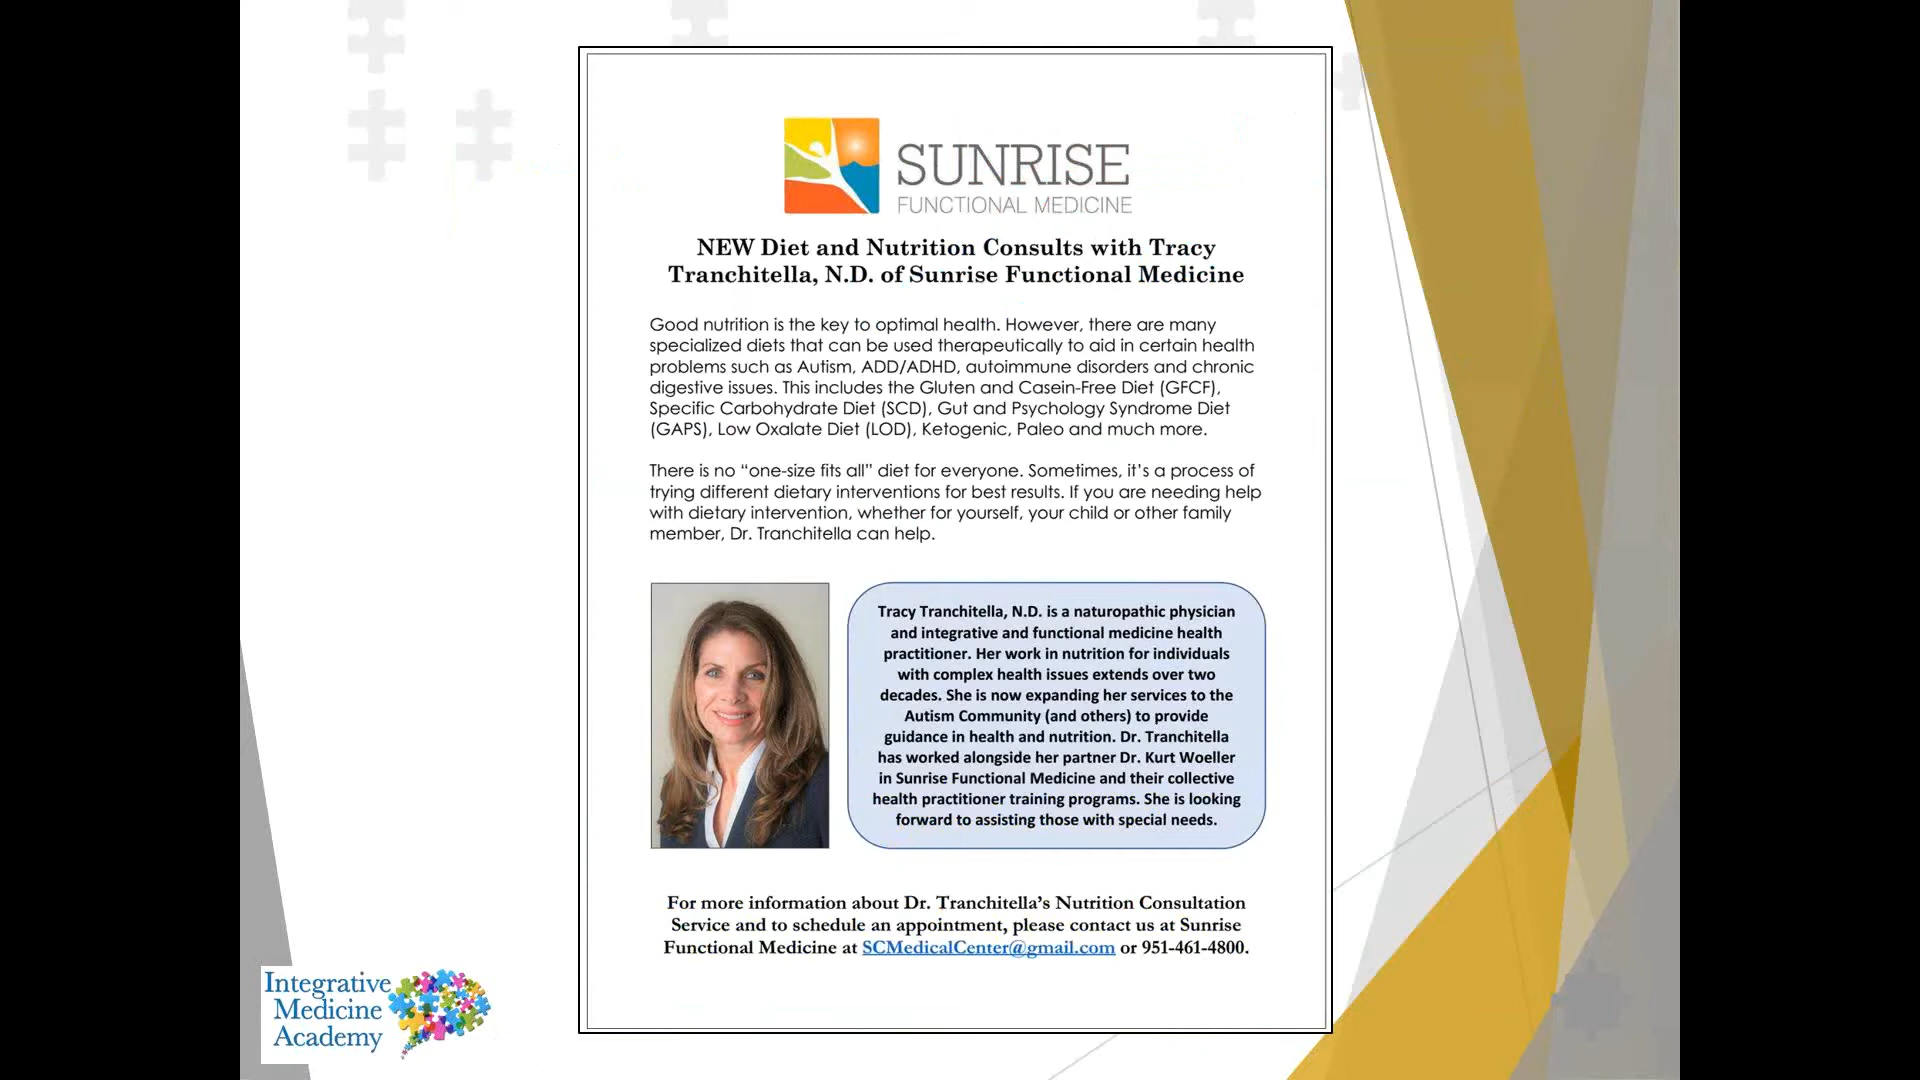 SUNRISE
FUNCTIONAL MEDICINE
NEW Diet and Nutrition Consults with Tracy
Tranchitella, N.D. of Sunrise Functional Medicine
Good nutrition is the key to optimal health. However, there are many
specialized diets that can be used therapeutically to aid in certain health
problems such as Autism, ADD/ADHD, autoimmune disorders and chronic
digestive issues. This includes the Gluten and Casein-Free Diet (GFCF),
Specific Carbohydrate Diet (SCD), Gut and Psychology Syndrome Diet
(GAPS), Low Oxalate Diet (LOD), Ketogenic, Paleo and much more.
There is no “one-size fits all” diet for everyone. Sometimes, it’s a process of
trying different dietary interventions for best results. If you are needing help
with dietary intervention, whether for yourself, your child or other family
member, Dr. Tranchitella can help.
Tracy Tranchitella, N.D. is a naturopathic physician
and integrative and functional medicine health
practitioner. Her work in nutrition for individuals
with complex health issues extends over two
decades. She is now expanding her services to the
Autism Community (and others) to provide
guidance in health and nutrition. Dr. Tranchitella
has worked alongside her partner Dr. Kurt Woeller
in Sunrise Functional Medicine and their collective
health practitioner training programs. She is looking
forward to assisting those with special needs.
For more information about Dr. Tranchitella’s Nutrition Consultation
Service and to schedule an appointment, please contact us at Sunrise
Functional Medicine at SCMedicalCenter@gmail.com or 951-461-4800.
Integrative
Medicine
Academy